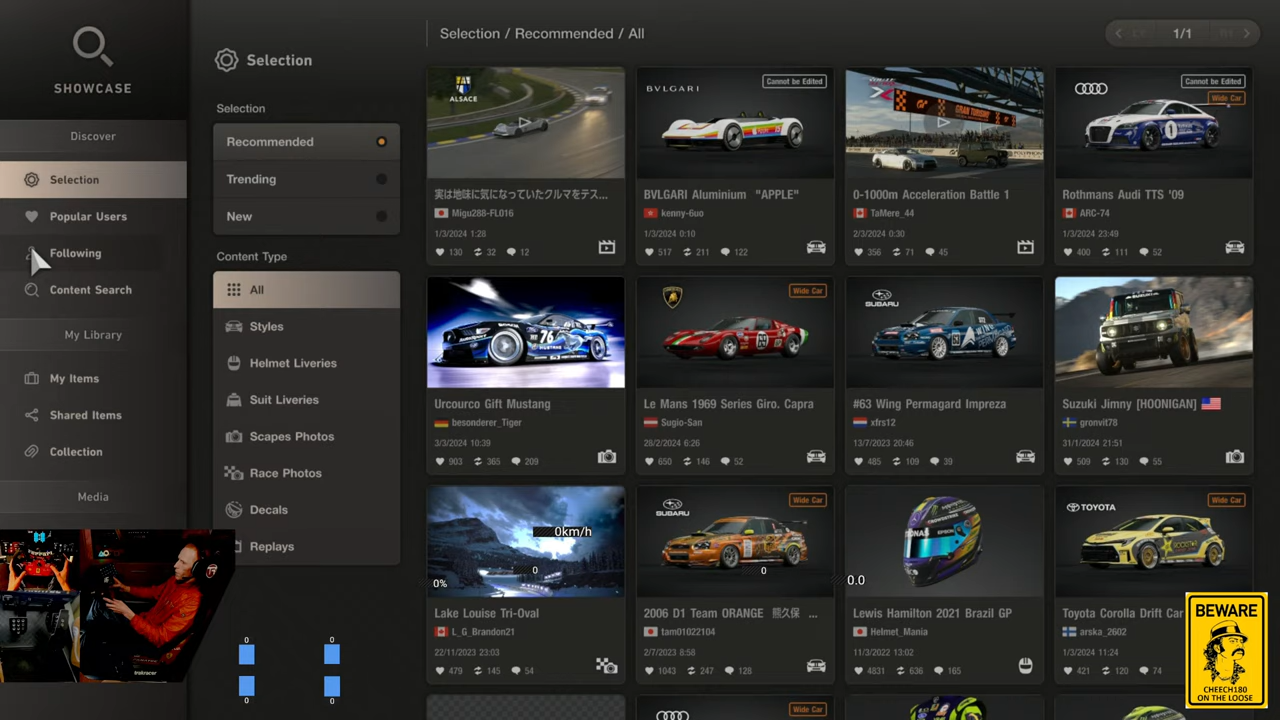 SHOWCASE
Discover
Selection
Popular Users
Following
Content Search
My Library
My Items
Shared Items
Collection
Media
Selection
Selection
Recommended
Trending
New
Content Type
All
Styles
Helmet Liveries
Suit Liveries
Scapes Photos
Race Photos
Decals
Replays
Selection / Recommended / All
1/1
ALSACE
実は地味に気になっていたクルマをテス...
Migu288-FL016
1/3/2024 1:28
130 32 12
BVLGARI
Cannot be Edited
BVLGARI Aluminium "APPLE"
kenny-6uo
1/3/2024 0:10
517 211 122
GRAN TURISMO
0-1000m Acceleration Battle 1
TaMere_44
2/3/2024 0:30
356 71 45
Cannot be Edited
Wide Car
Rothmans Audi TTS '09
ARC-74
1/3/2024 23:49
400 111 52
76
Urcourco Gift Mustang
besonderer_Tiger
3/3/2024 10:39
903 365 209
Wide Car
Le Mans 1969 Series Giro. Capra
Sugio-San
28/2/2024 6:26
650 146 52
SUBARU
#63 Wing Permagard Impreza
xfrs12
13/7/2023 20:46
485 109 39
Suzuki Jimny [HOONIGAN] 🇺🇸
gronvit78
31/1/2024 21:51
509 130 55
0km/h
0
0%
Lake Louise Tri-Oval
L_G_Brandon21
22/11/2023 23:03
479 145 54
SUBARU
Wide Car
0
2006 D1 Team ORANGE 熊久保 ...
tam01022104
2/7/2023 8:58
1043 247 128
0.0
Lewis Hamilton 2021 Brazil GP
Helmet_Mania
11/3/2022 13:02
4831 636 165
TOYOTA
Wide Car
Toyota Corolla Drift Car
arska_2602
1/3/2024 11:24
421 120 74
Wide Car
0 0
0 0
BEWARE
CHEECH180
ON THE LOOSE